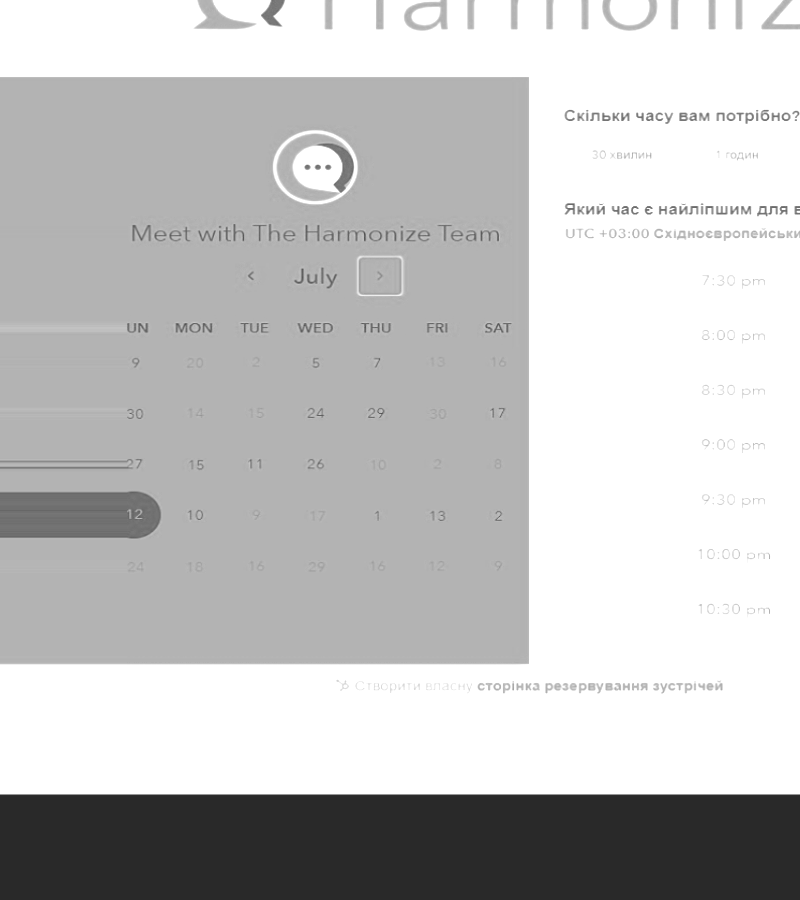 Harmoniz
Meet with The Harmonize Team
‹ July ›
UN MON TUE WED THU FRI SAT
9 20 2 5 7 13 16
30 14 15 24 29 30 17
27 15 11 26 10 2 8
12 10 9 17 1 13 2
24 18 16 29 16 12 9
Скільки часу вам потрібно?
30 хвилин 1 годин
Який час є найліпшим для в
UTC +03:00 Східноєвропейськи
7:30 pm
8:00 pm
8:30 pm
9:00 pm
9:30 pm
10:00 pm
10:30 pm
Створити власну сторінка резервування зустрічей